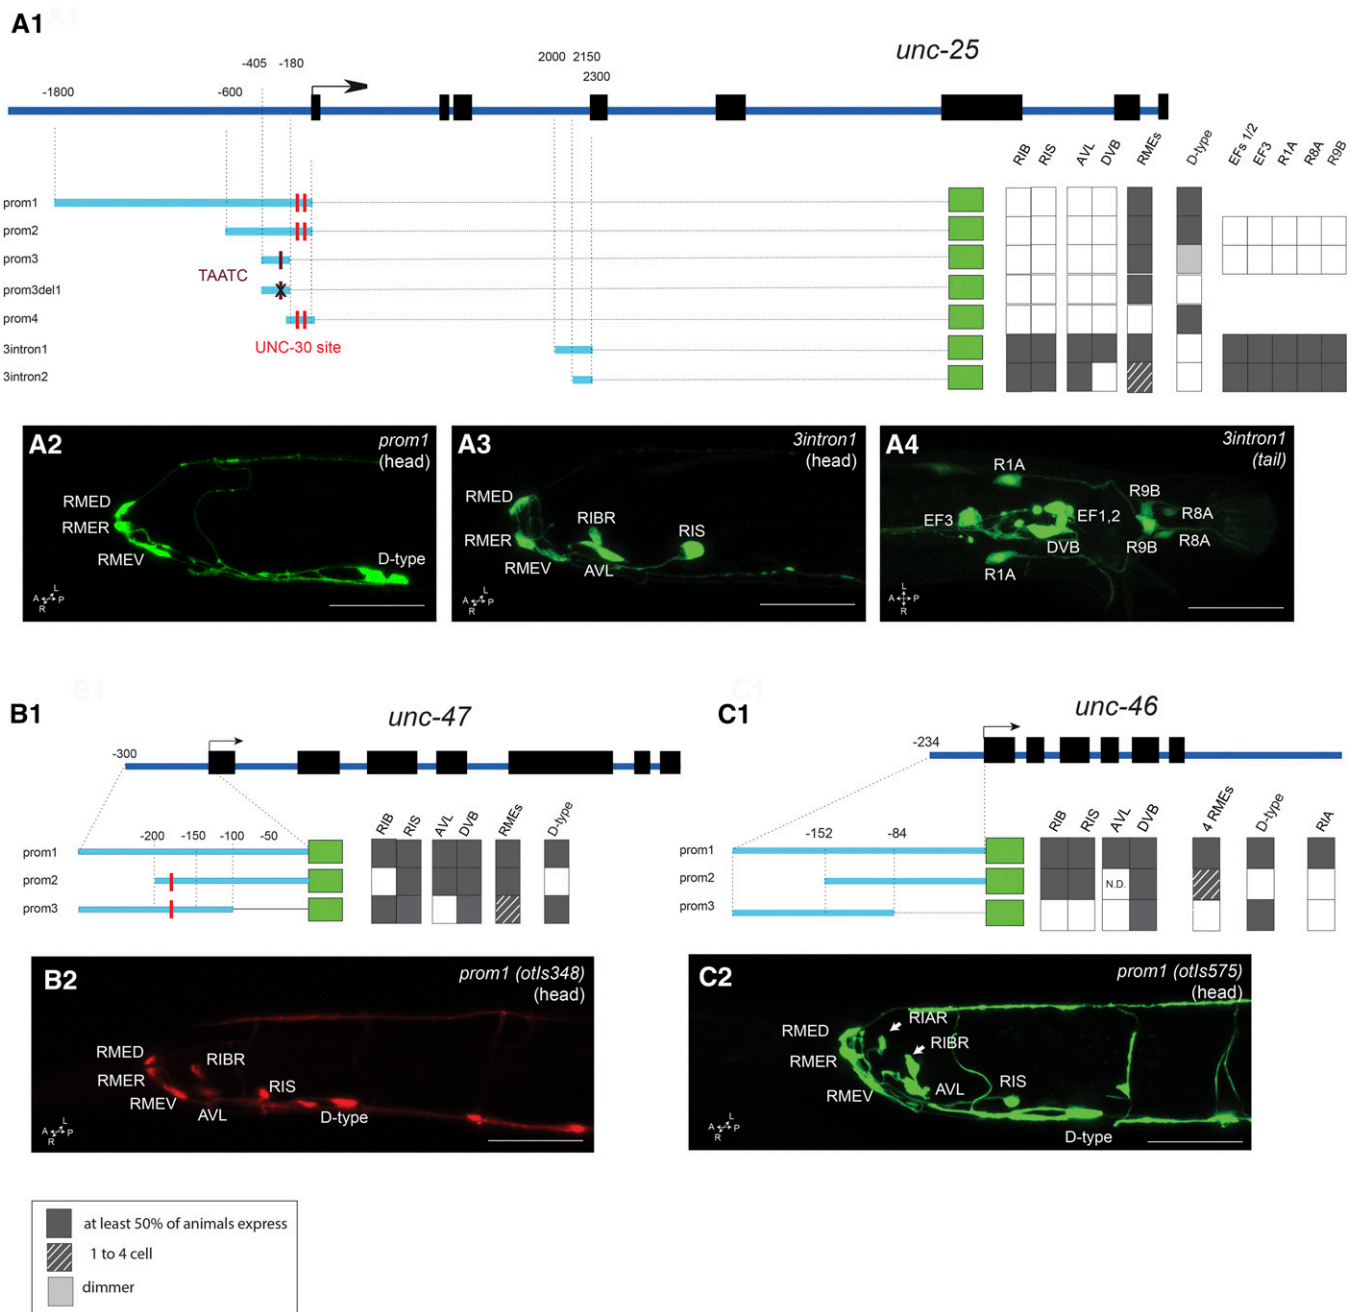 A1
unc-25
-405 -180
2000 2150
2300
-1800
-600
RIB RIS AVL DVB RMEs D-type EFs 1/2 EF3 R1A R8A R9B
prom1
prom2
prom3
TAATC
prom3del1
prom4
UNC-30 site
3intron1
3intron2
A2
prom1
(head)
RMED
RMER
RMEV
D-type
A L P R
A3
3intron1
(head)
RMED
RMER
RMEV
RIBR
AVL
RIS
A L P R
A4
3intron1
(tail)
R1A
R9B
R8A
EF3
EF1,2
DVB
R9B
R8A
R1A
L
A P
R
B1
unc-47
-300
RIB RIS AVL DVB RMEs D-type
-200 -150 -100 -50
prom1
prom2
prom3
B2
prom1 (otIs348)
(head)
RMED
RMER
RMEV
RIBR
AVL
RIS
D-type
A L P R
C1
unc-46
-234
RIB RIS AVL DVB 4 RMEs D-type RIA
-152 -84
prom1
prom2
N.D.
prom3
C2
prom1 (otIs575)
(head)
RMED
RMER
RMEV
RIAR
RIBR
AVL
RIS
D-type
A L P R
at least 50% of animals express
1 to 4 cell
dimmer